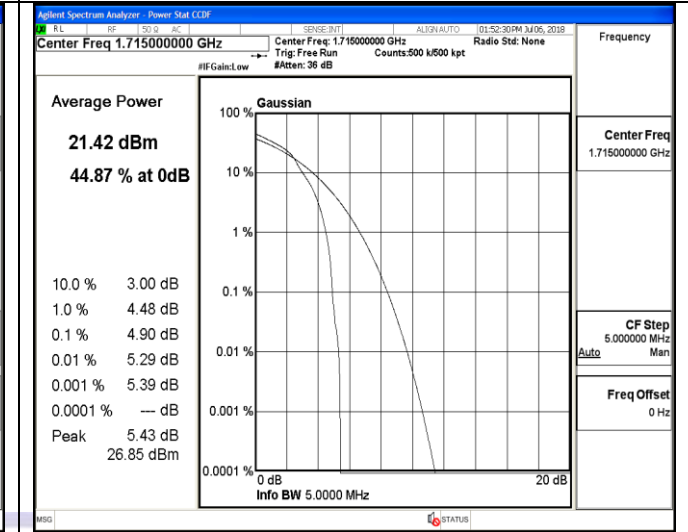 Agilent Spectrum Analyzer - Power Stat CCDF
RL RF 50 Ω AC SENSE:INT ALIGN AUTO 01:52:30 PM Jul 06, 2018
Center Freq 1.715000000 GHz
Center Freq: 1.715000000 GHz
Radio Std: None
Trig: Free Run Counts:500 k/500 kpt
#IFGain:Low #Atten: 36 dB
Average Power
21.42 dBm
44.87 % at 0dB
10.0 % 3.00 dB
1.0 % 4.48 dB
0.1 % 4.90 dB
0.01 % 5.29 dB
0.001 % 5.39 dB
0.0001 % --- dB
Peak 5.43 dB
26.85 dBm
Gaussian
100 %
10 %
1 %
0.1 %
0.01 %
0.001 %
0.0001 %
0 dB 20 dB
Info BW 5.0000 MHz
Frequency
Center Freq
1.715000000 GHz
CF Step
5.000000 MHz
Auto Man
Freq Offset
0 Hz
MSG STATUS